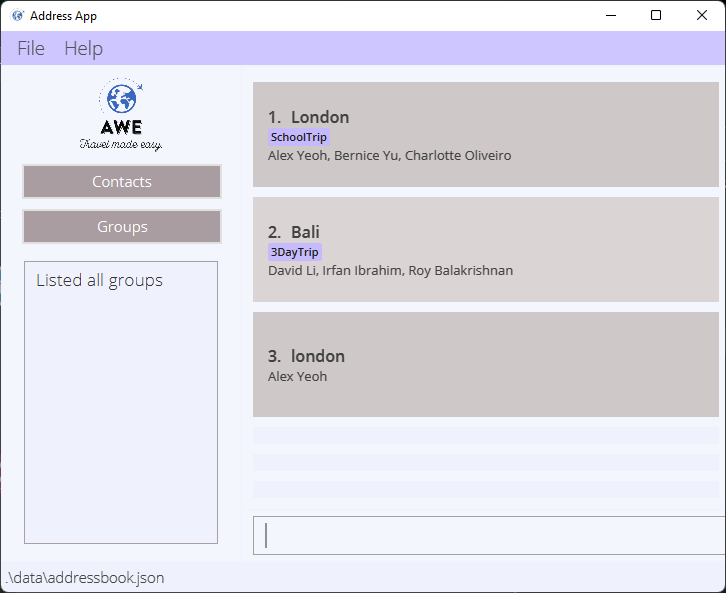 Address App
File Help
AWE
Travel made easy.
Contacts
Groups
Listed all groups
1. London
SchoolTrip
Alex Yeoh, Bernice Yu, Charlotte Oliveiro
2. Bali
3DayTrip
David Li, Irfan Ibrahim, Roy Balakrishnan
3. london
Alex Yeoh
.\data\addressbook.json